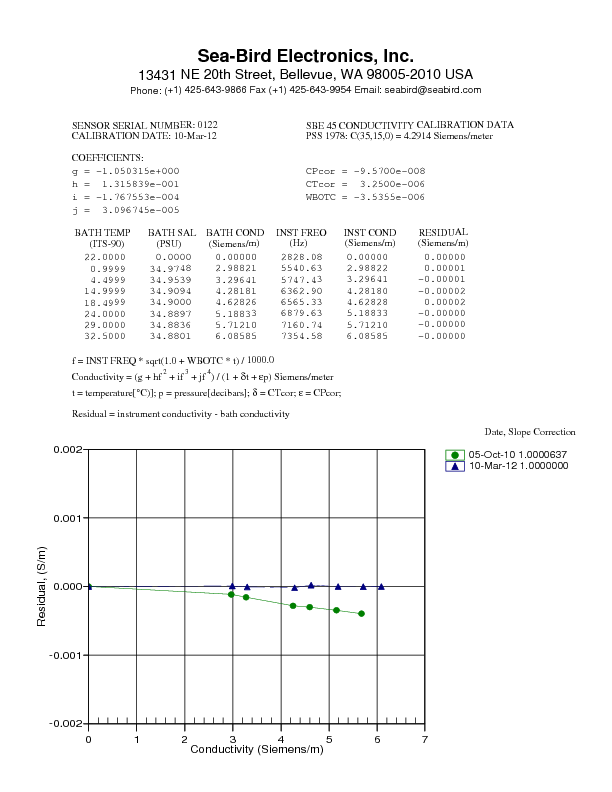 Sea-Bird Electronics, Inc.
13431 NE 20th Street, Bellevue, WA 98005-2010 USA
Phone: (+1) 425-643-9866 Fax (+1) 425-643-9954 Email: seabird@seabird.com
SENSOR SERIAL NUMBER: 0122
CALIBRATION DATE: 10-Mar-12
SBE 45 CONDUCTIVITY CALIBRATION DATA
PSS 1978: C(35,15,0) = 4.2914 Siemens/meter
COEFFICIENTS:
g = -1.050315e+000
h = 1.315839e-001
i = -1.767553e-004
j = 3.096745e-005
CPcor = -9.5700e-008
CTcor = 3.2500e-006
WBOTC = -3.5355e-006
BATH TEMP BATH SAL BATH COND INST FREQ INST COND RESIDUAL
(ITS-90) (PSU) (Siemens/m) (Hz) (Siemens/m) (Siemens/m)
22.0000 0.0000 0.00000 2828.08 0.00000 0.00000
0.9999 34.9748 2.98821 5540.63 2.98822 0.00001
4.4999 34.9539 3.29641 5747.43 3.29641 -0.00001
14.9999 34.9094 4.28181 6362.90 4.28180 -0.00002
18.4999 34.9000 4.62826 6565.33 4.62828 0.00002
24.0000 34.8897 5.18833 6879.63 5.18833 -0.00000
29.0000 34.8836 5.71210 7160.74 5.71210 -0.00000
32.5000 34.8801 6.08585 7354.58 6.08585 -0.00000
f = INST FREQ * sqrt(1.0 + WBOTC * t) / 1000.0
Conductivity = (g + hf² + if³ + jf⁴) / (1 + δt + εp) Siemens/meter
t = temperature[°C)]; p = pressure[decibars]; δ = CTcor; ε = CPcor;
Residual = instrument conductivity - bath conductivity
Date, Slope Correction
05-Oct-10 1.0000637
10-Mar-12 1.0000000
0.002
0.001
0.000
-0.001
-0.002
Residual, (S/m)
0 1 2 3 4 5 6 7
Conductivity (Siemens/m)